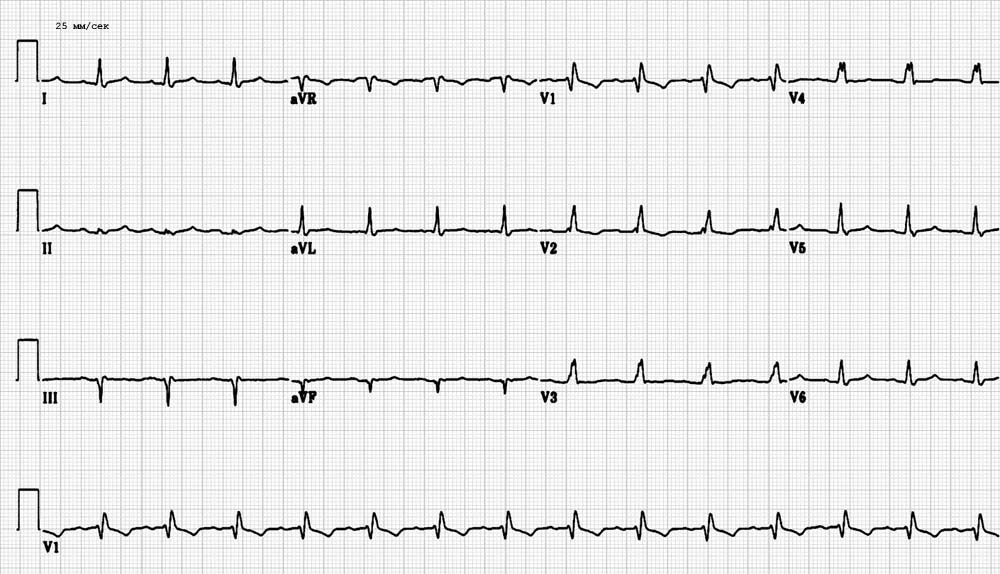 25 мм/сек
I aVR V1 V4
II aVL V2 V5
III aVF V3 V6
V1